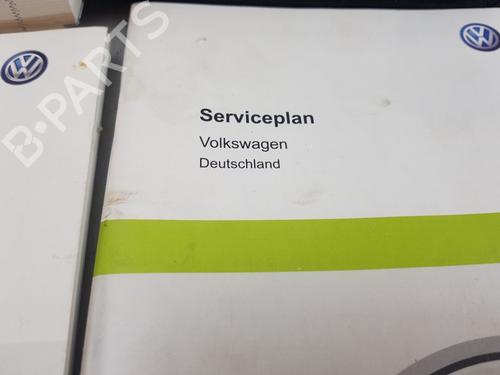 Serviceplan
Volkswagen
Deutschland
B-PARTS